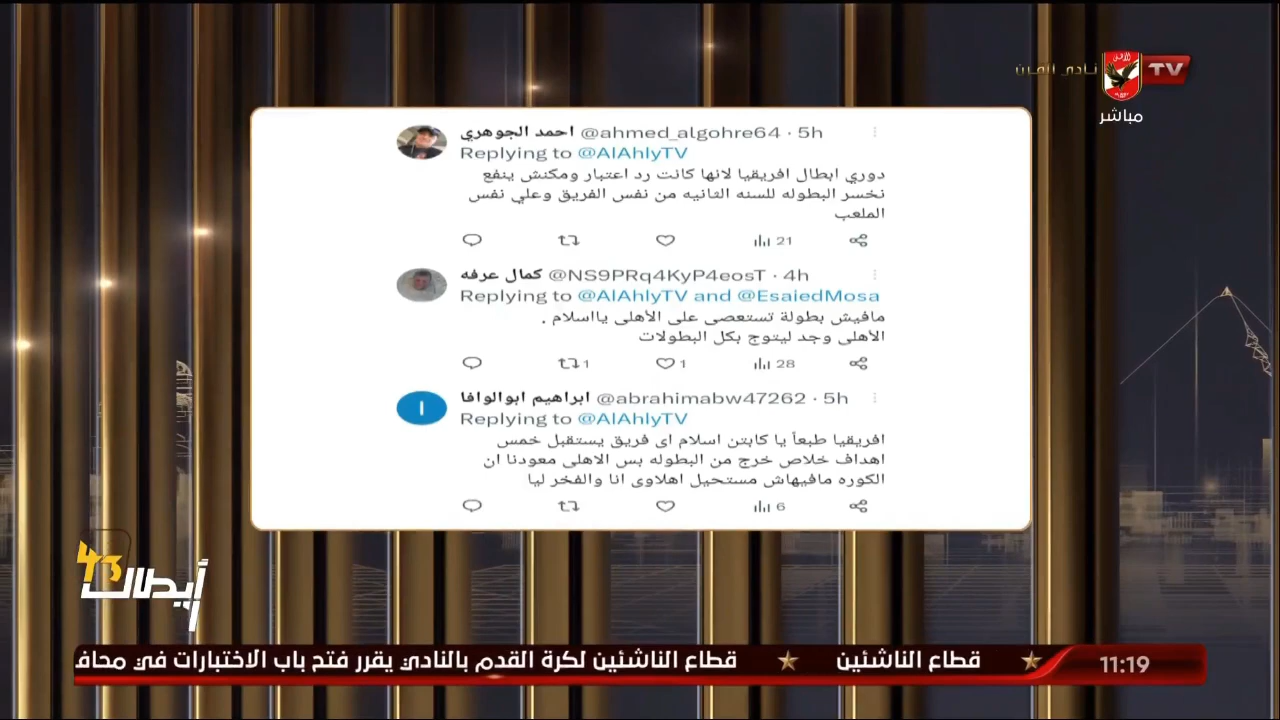 نادي القرن
TV
مباشر
احمد الجوهري @ahmed_algohre64 · 5h
Replying to @AlAhlyTV
دوري ابطال افريقيا لانها كانت رد اعتبار ومكنش ينفع
نخسر البطوله للسنه الثانيه من نفس الفريق وعلي نفس
الملعب
21
كمال عرفه @NS9PRq4KyP4eosT · 4h
Replying to @AlAhlyTV and @EsaiedMosa
مافيش بطولة تستعصى على الأهلى يااسلام .
الأهلى وجد ليتوج بكل البطولات
1 1 28
ابراهيم ابوالوافا @abrahimabw47262 · 5h
ا
Replying to @AlAhlyTV
افريقيا طبعاً يا كابتن اسلام اى فريق يستقبل خمس
اهداف خلاص خرج من البطوله بس الاهلى معودنا ان
الكوره مافيهاش مستحيل اهلاوى انا والفخر ليا
6
أبطال
قطاع الناشئين ★ قطاع الناشئين لكرة القدم بالنادي يقرر فتح باب الاختبارات في محاف
11:19